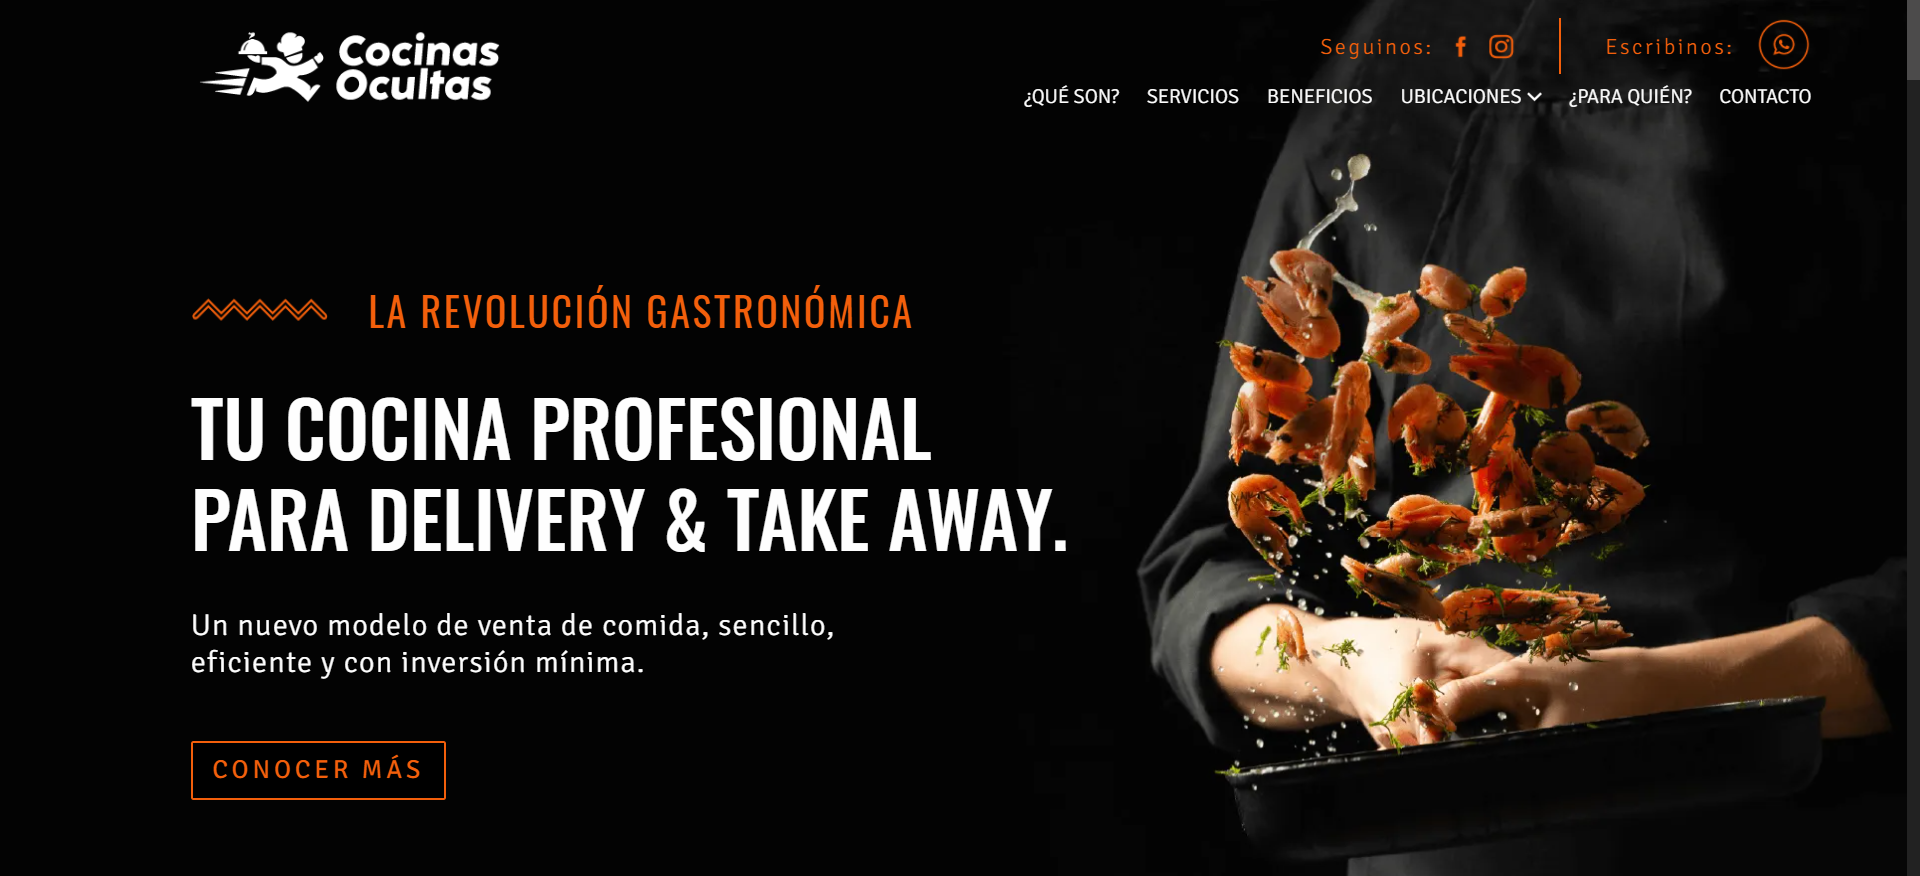 Cocinas
Ocultas
Seguinos:
Escribinos:
¿QUÉ SON? SERVICIOS BENEFICIOS UBICACIONES ¿PARA QUIÉN? CONTACTO
LA REVOLUCIÓN GASTRONÓMICA
TU COCINA PROFESIONAL
PARA DELIVERY & TAKE AWAY.
Un nuevo modelo de venta de comida, sencillo,
eficiente y con inversión mínima.
CONOCER MÁS